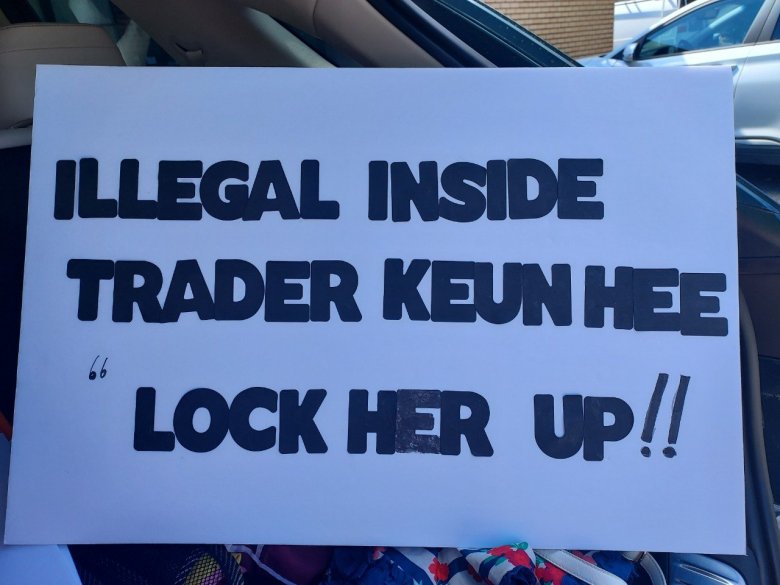 ILLEGAL INSIDE
TRADER KEUN HEE
“ LOCK HER UP!!